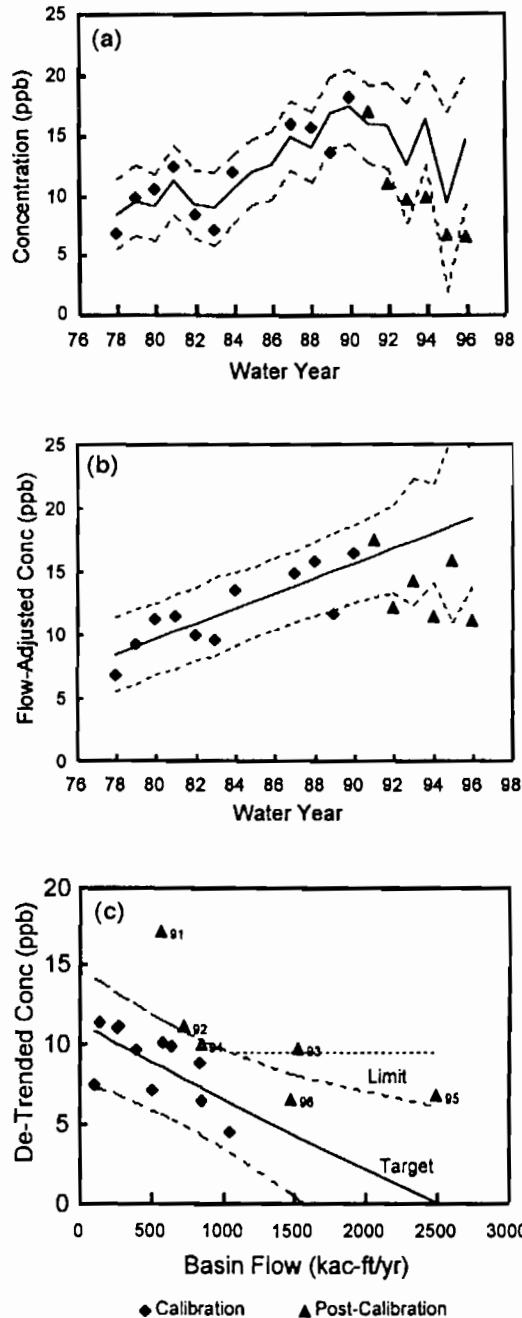 (a)
Concentration (ppb)
25
20
15
10
5
0
76 78 80 82 84 86 88 90 92 94 96 98
Water Year
(b)
Flow-Adjusted Conc (ppb)
25
20
15
10
5
0
76 78 80 82 84 86 88 90 92 94 96 98
Water Year
(c)
De-Trended Conc (ppb)
20
15
10
5
0
91
92
94
93
96
95
Limit
Target
0 500 1000 1500 2000 2500 3000
Basin Flow (kac-ft/yr)
◆ Calibration ▲ Post-Calibration